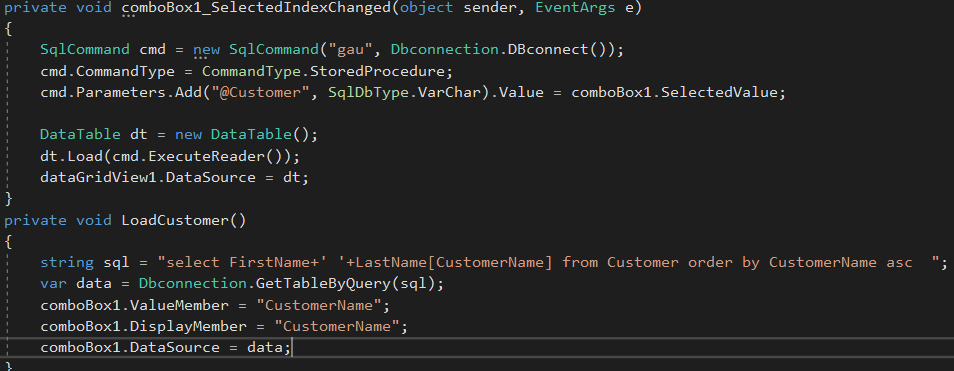 private void comboBox1_SelectedIndexChanged(object sender, EventArgs e)
{
    SqlCommand cmd = new SqlCommand("gau", Dbconnection.DBconnect());
    cmd.CommandType = CommandType.StoredProcedure;
    cmd.Parameters.Add("@Customer", SqlDbType.VarChar).Value = comboBox1.SelectedValue;

    DataTable dt = new DataTable();
    dt.Load(cmd.ExecuteReader());
    dataGridView1.DataSource = dt;
}
private void LoadCustomer()
{
    string sql = "select FirstName+' '+LastName[CustomerName] from Customer order by CustomerName asc  ";
    var data = Dbconnection.GetTableByQuery(sql);
    comboBox1.ValueMember = "CustomerName";
    comboBox1.DisplayMember = "CustomerName";
    comboBox1.DataSource = data;
}